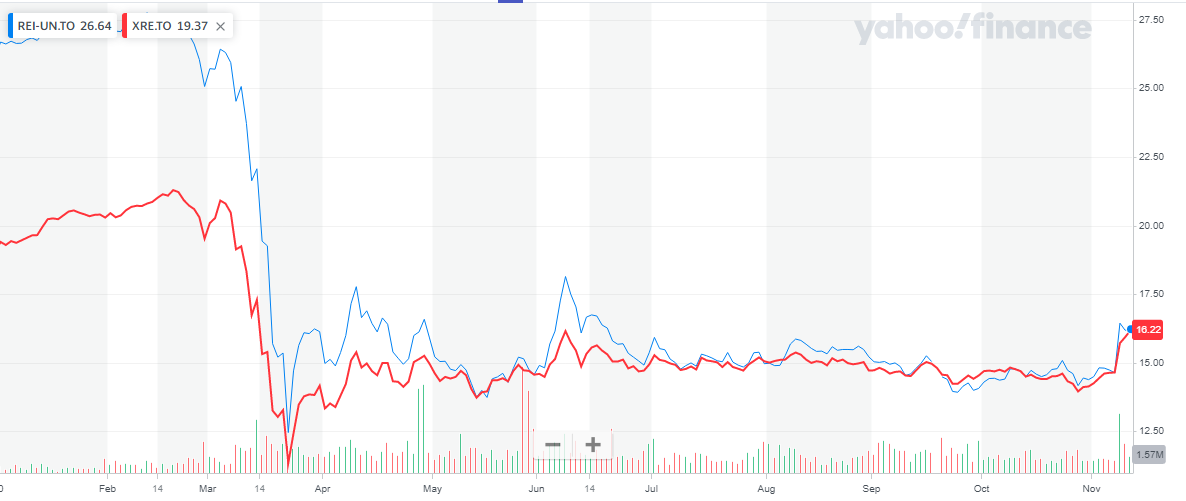 REI-UN.TO 26.64 XRE.TO 19.37 ×
yahoo!finance
27.50
25.00
22.50
20.00
17.50
16.22
15.00
12.50
1.57M
0 Feb 14 Mar 14 Apr May Jun 14 Jul Aug Sep Oct Nov